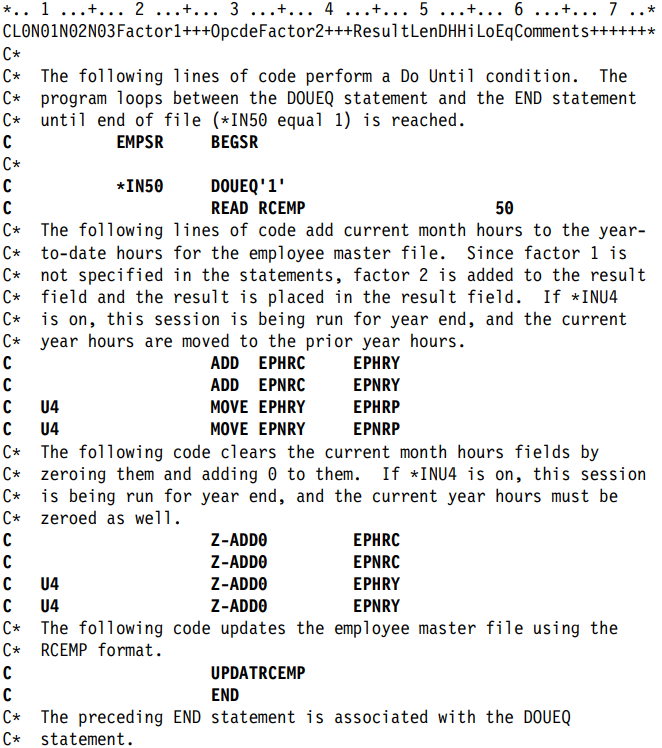 *.. 1 ...+... 2 ...+... 3 ...+... 4 ...+... 5 ...+... 6 ...+... 7 ..*
CL0N01N02N03Factor1+++OpcdeFactor2+++ResultLenDHHiLoEqComments++++++*
C*
C*  The following lines of code perform a Do Until condition.  The
C*  program loops between the DOUEQ statement and the END statement
C*  until end of file (*IN50 equal 1) is reached.
C           EMPSR     BEGSR
C*
C           *IN50     DOUEQ'1'
C                     READ RCEMP                    50
C*  The following lines of code add current month hours to the year-
C*  to-date hours for the employee master file.  Since factor 1 is
C*  not specified in the statements, factor 2 is added to the result
C*  field and the result is placed in the result field.  If *INU4
C*  is on, this session is being run for year end, and the current
C*  year hours are moved to the prior year hours.
C                     ADD  EPHRC     EPHRY
C                     ADD  EPNRC     EPNRY
C   U4                MOVE EPHRY     EPHRP
C   U4                MOVE EPNRY     EPNRP
C*  The following code clears the current month hours fields by
C*  zeroing them and adding 0 to them.  If *INU4 is on, this session
C*  is being run for year end, and the current year hours must be
C*  zeroed as well.
C                     Z-ADD0         EPHRC
C                     Z-ADD0         EPNRC
C   U4                Z-ADD0         EPHRY
C   U4                Z-ADD0         EPNRY
C*  The following code updates the employee master file using the
C*  RCEMP format.
C                     UPDATRCEMP
C                     END
C*  The preceding END statement is associated with the DOUEQ
C*  statement.